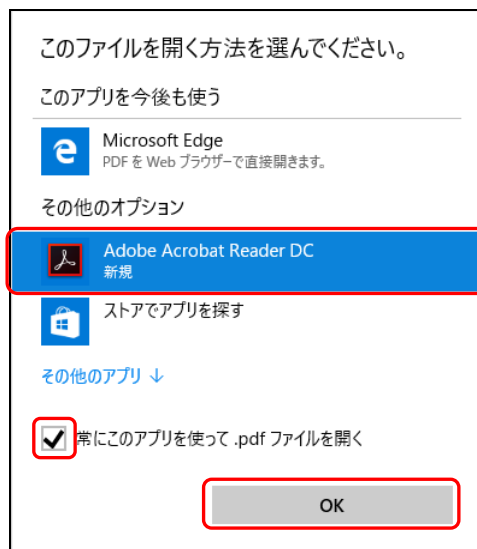 このファイルを開く方法を選んでください。
このアプリを今後も使う
Microsoft Edge
PDF を Web ブラウザーで直接開きます。
その他のオプション
Adobe Acrobat Reader DC
新規
ストアでアプリを探す
その他のアプリ ↓
常にこのアプリを使って .pdf ファイルを開く
OK